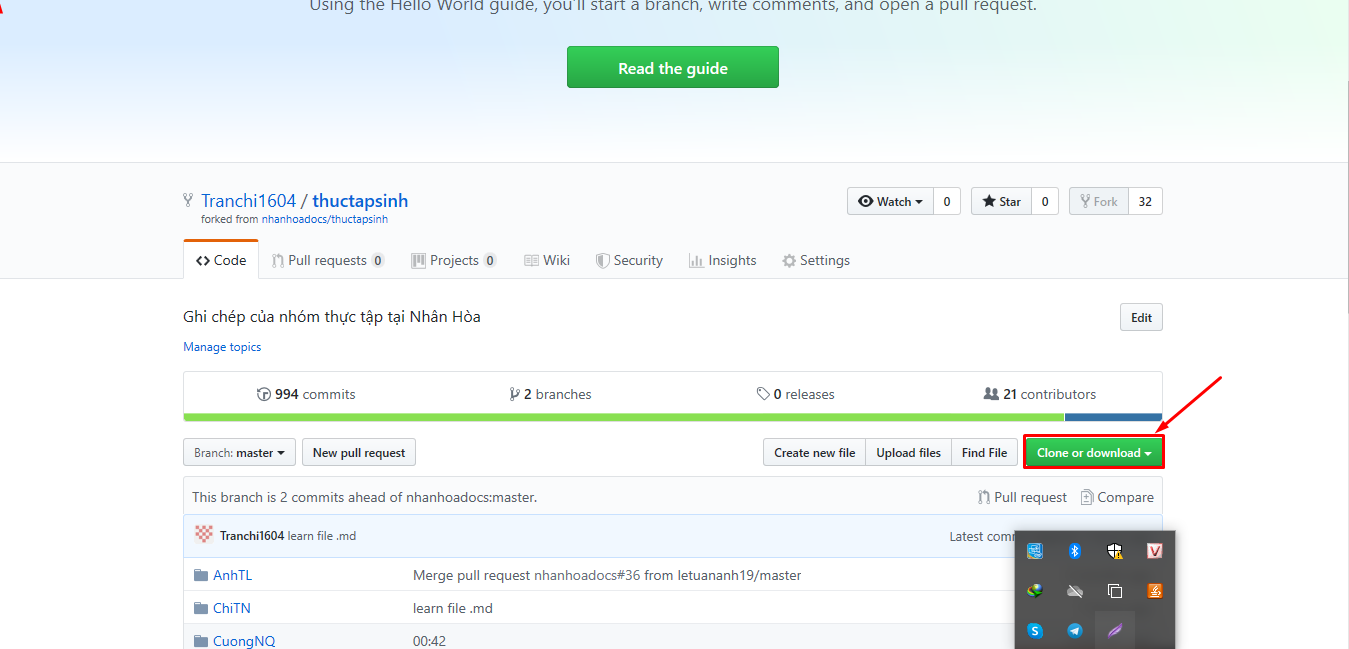 Using the Hello World guide, you'll start a branch, write comments, and open a pull request.
Read the guide
Tranchi1604 / thuctapsinh
forked from nhanhoadocs/thuctapsinh
Watch 0 Star 0 Fork 32
Code Pull requests 0 Projects 0 Wiki Security Insights Settings
Ghi chép của nhóm thực tập tại Nhân Hòa
Edit
Manage topics
994 commits 2 branches 0 releases 21 contributors
Branch: master New pull request Create new file Upload files Find File Clone or download
This branch is 2 commits ahead of nhanhoadocs:master. Pull request Compare
Tranchi1604 learn file .md Latest
AnhTL Merge pull request nhanhoadocs#36 from letuananh19/master
ChiTN learn file .md
CuongNQ 00:42